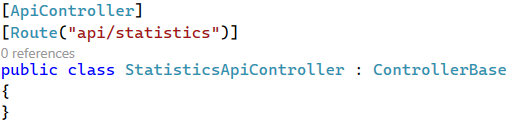 [ApiController]
[Route("api/statistics")]
0 references
public class StatisticsApiController : ControllerBase
{
}